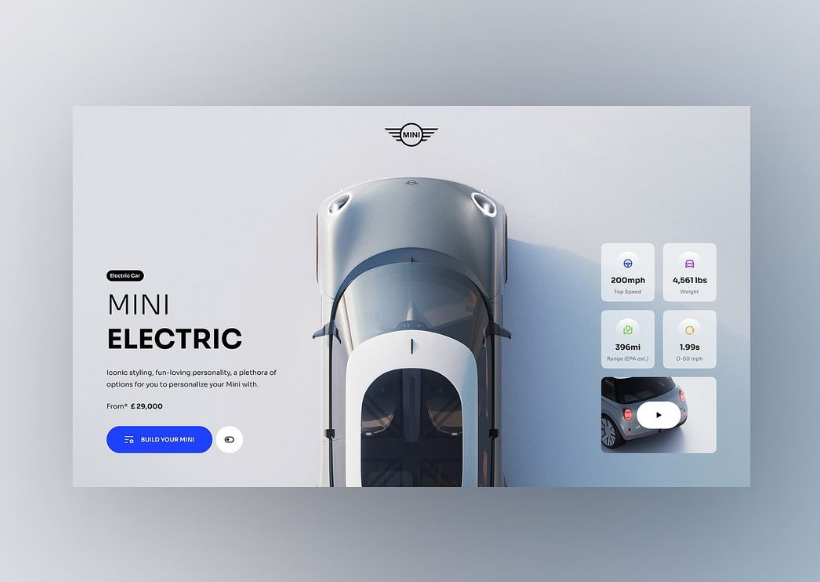 MINI
Electric Car
MINI
ELECTRIC
Iconic styling, fun-loving personality, a plethora of
options for you to personalize your Mini with.
From* £29,000
BUILD YOUR MINI
200mph
Top Speed
4,561 lbs
Weight
396mi
Range (EPA est.)
1.99s
0-60 mph